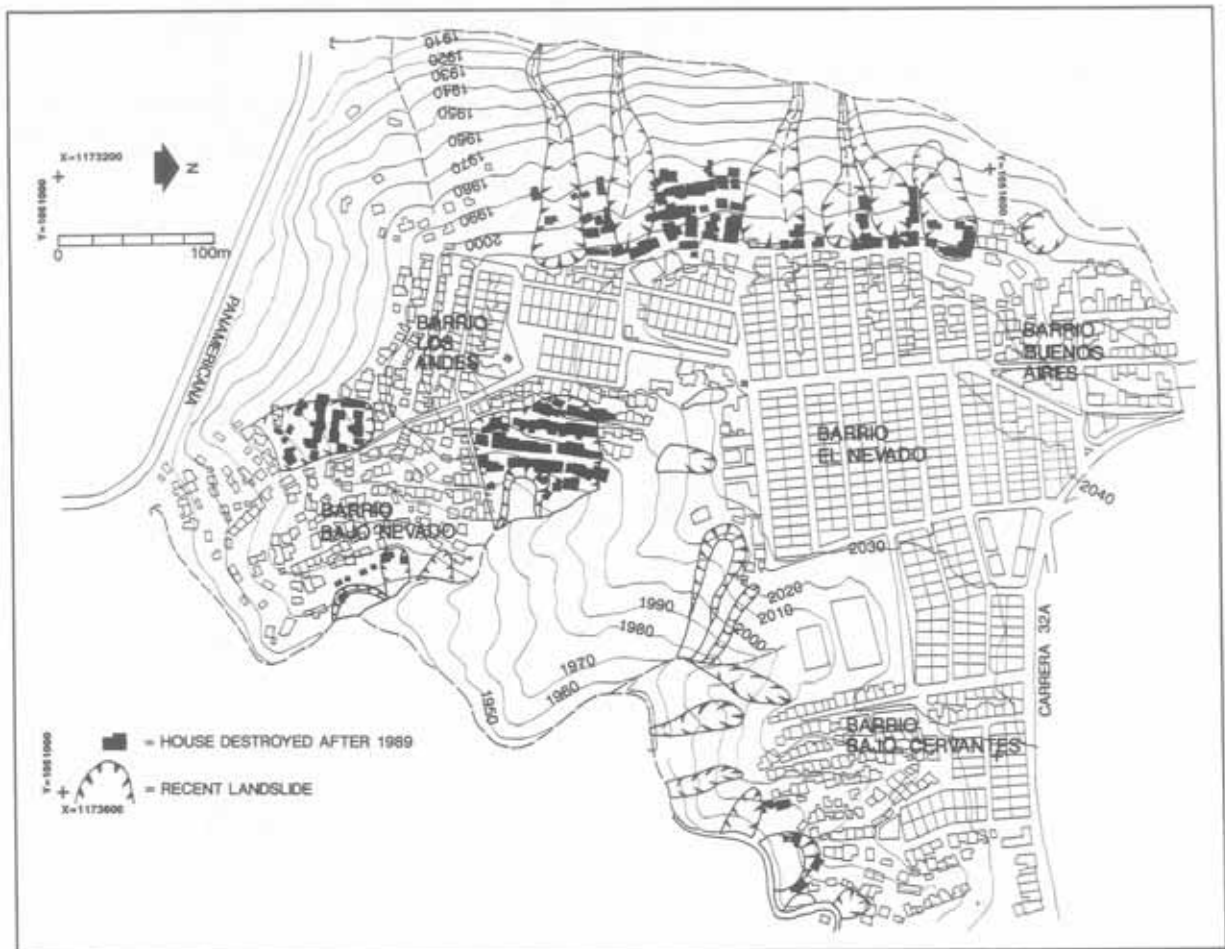 1910
1920
1930
1940
1950
1960
1970
1980
1990
2000
X=1173200
Y=1051000
N
0 100m
PANAMERICANA
BARRIO
LOS
ANDES
BARRIO
BUENOS
AIRES
BARRIO
EL NEVADO
2040
BARRIO
BAJO NEVADO
2030
2020
2010
2000
1990
1980
1970
1960
1950
CARRERA 32A
BARRIO
BAJO CERVANTES
= HOUSE DESTROYED AFTER 1989
= RECENT LANDSLIDE
X=1173600